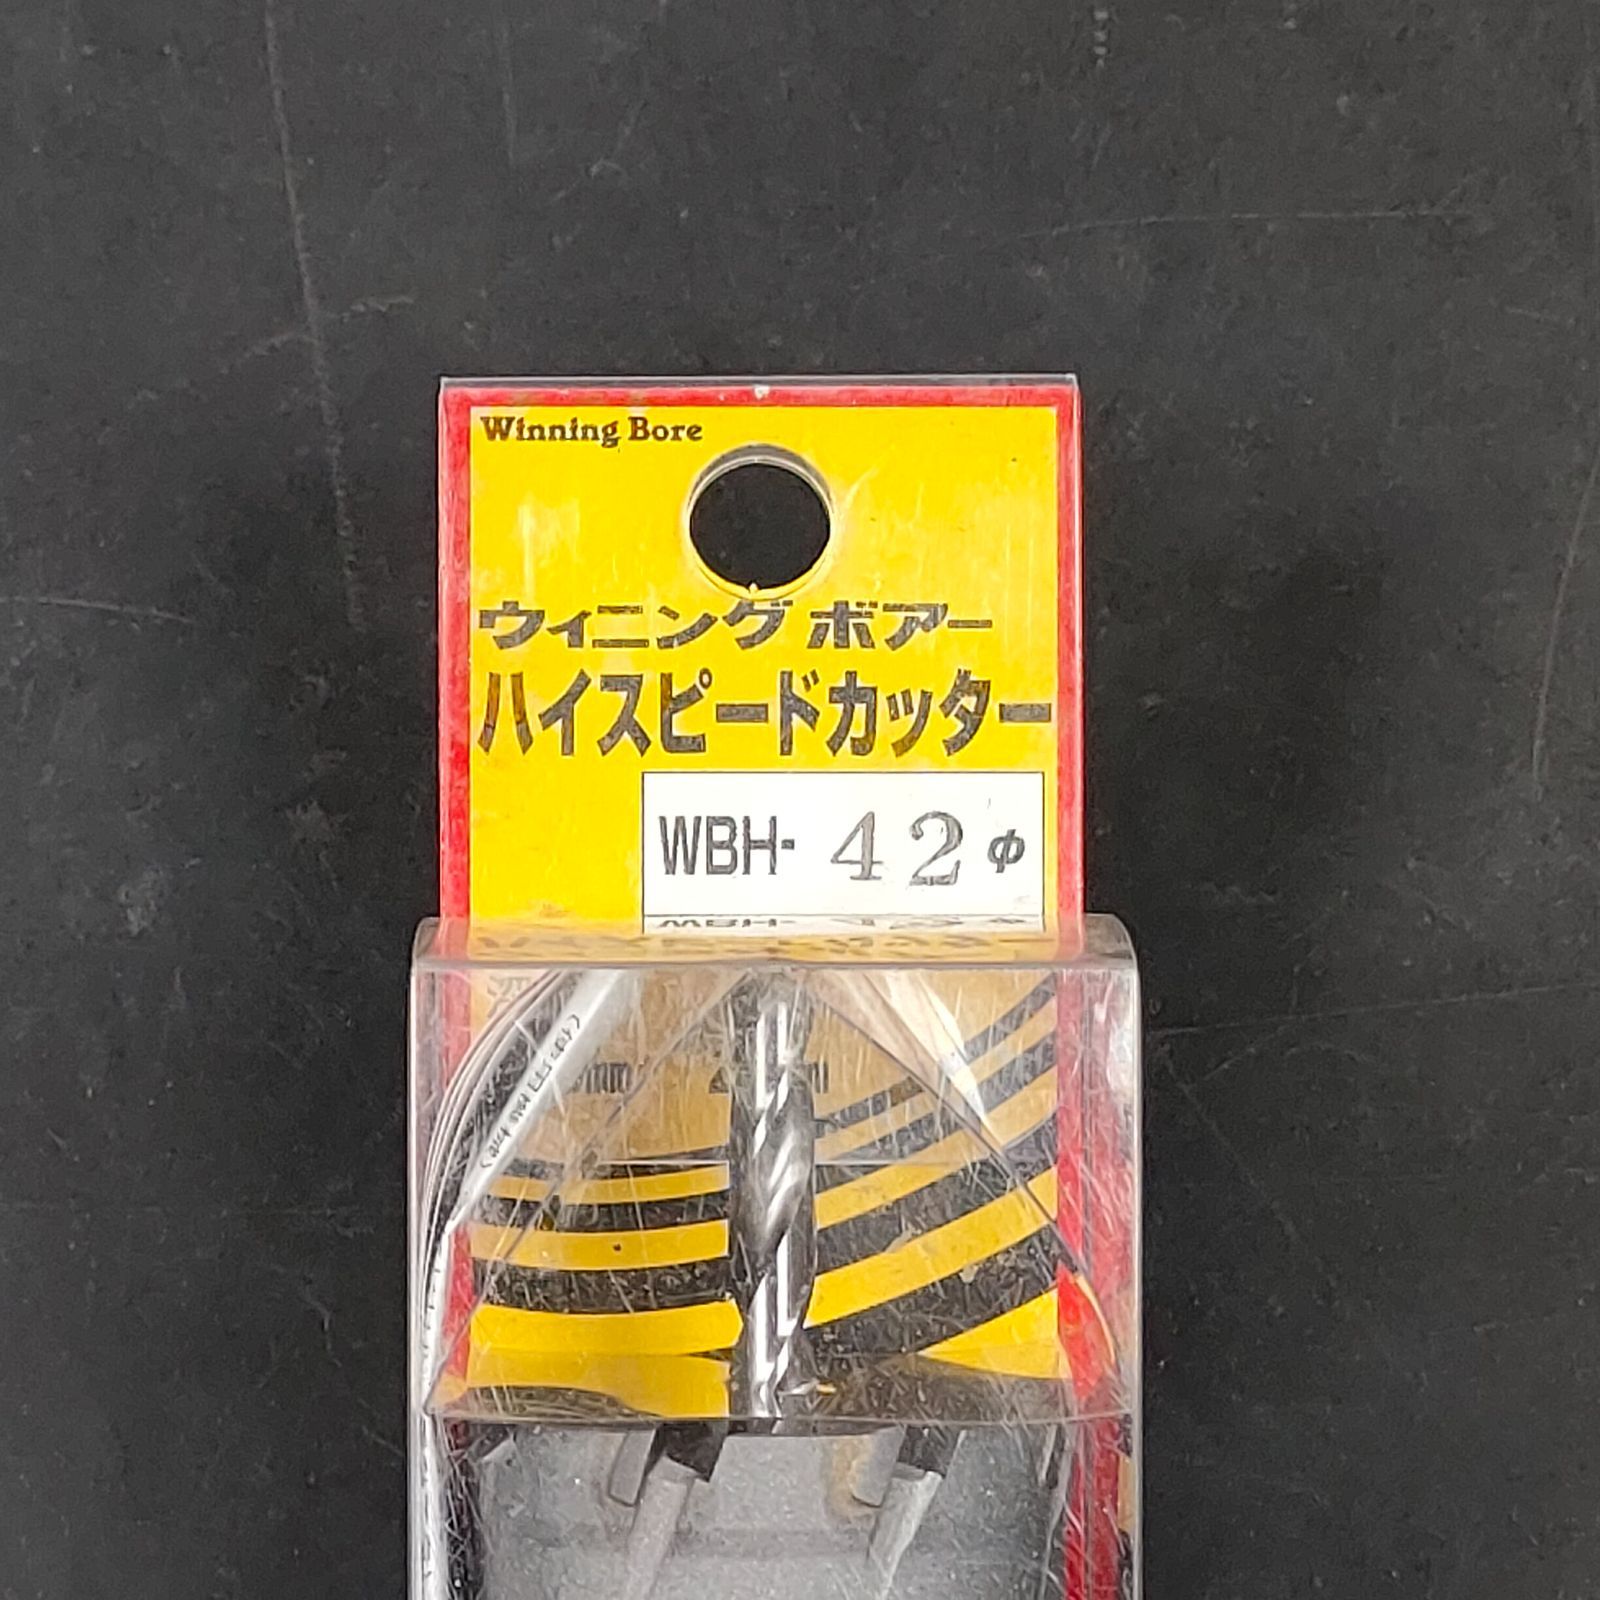 Winning Bore
ウィニング ボアー
ハイスピードカッター
WBH- 42φ